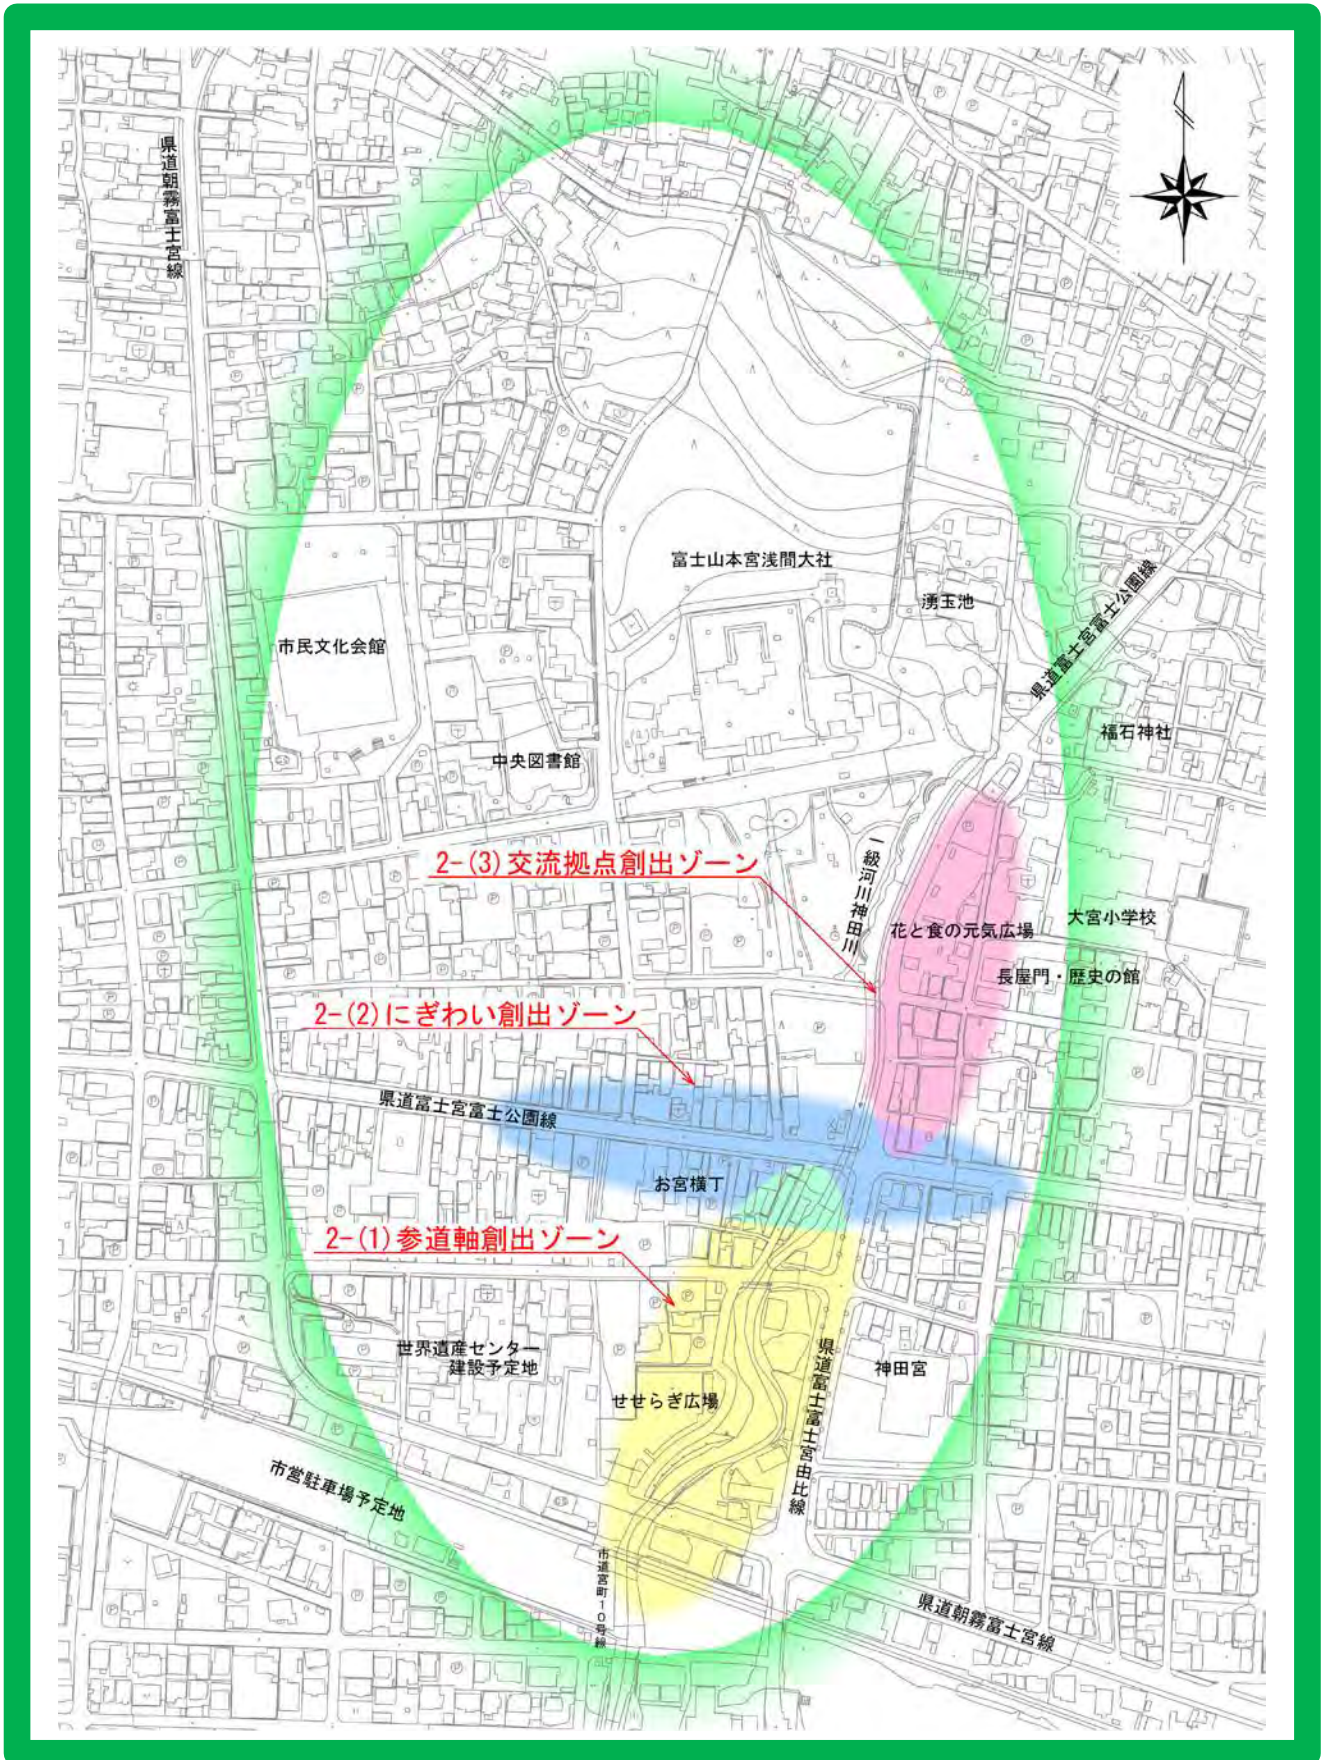 県道朝霧富士宮線
富士山本宮浅間大社
湧玉池
県道富士宮富士公園線
市民文化会館
福石神社
中央図書館
2-(3)交流拠点創出ゾーン
一級河川神田川
花と食の元気広場
大宮小学校
長屋門・歴史の館
2-(2)にぎわい創出ゾーン
県道富士宮富士公園線
お宮横丁
2-(1)参道軸創出ゾーン
世界遺産センター
建設予定地
せせらぎ広場
県道富士富士宮由比線
神田宮
市営駐車場予定地
市道宮町10号線
県道朝霧富士宮線